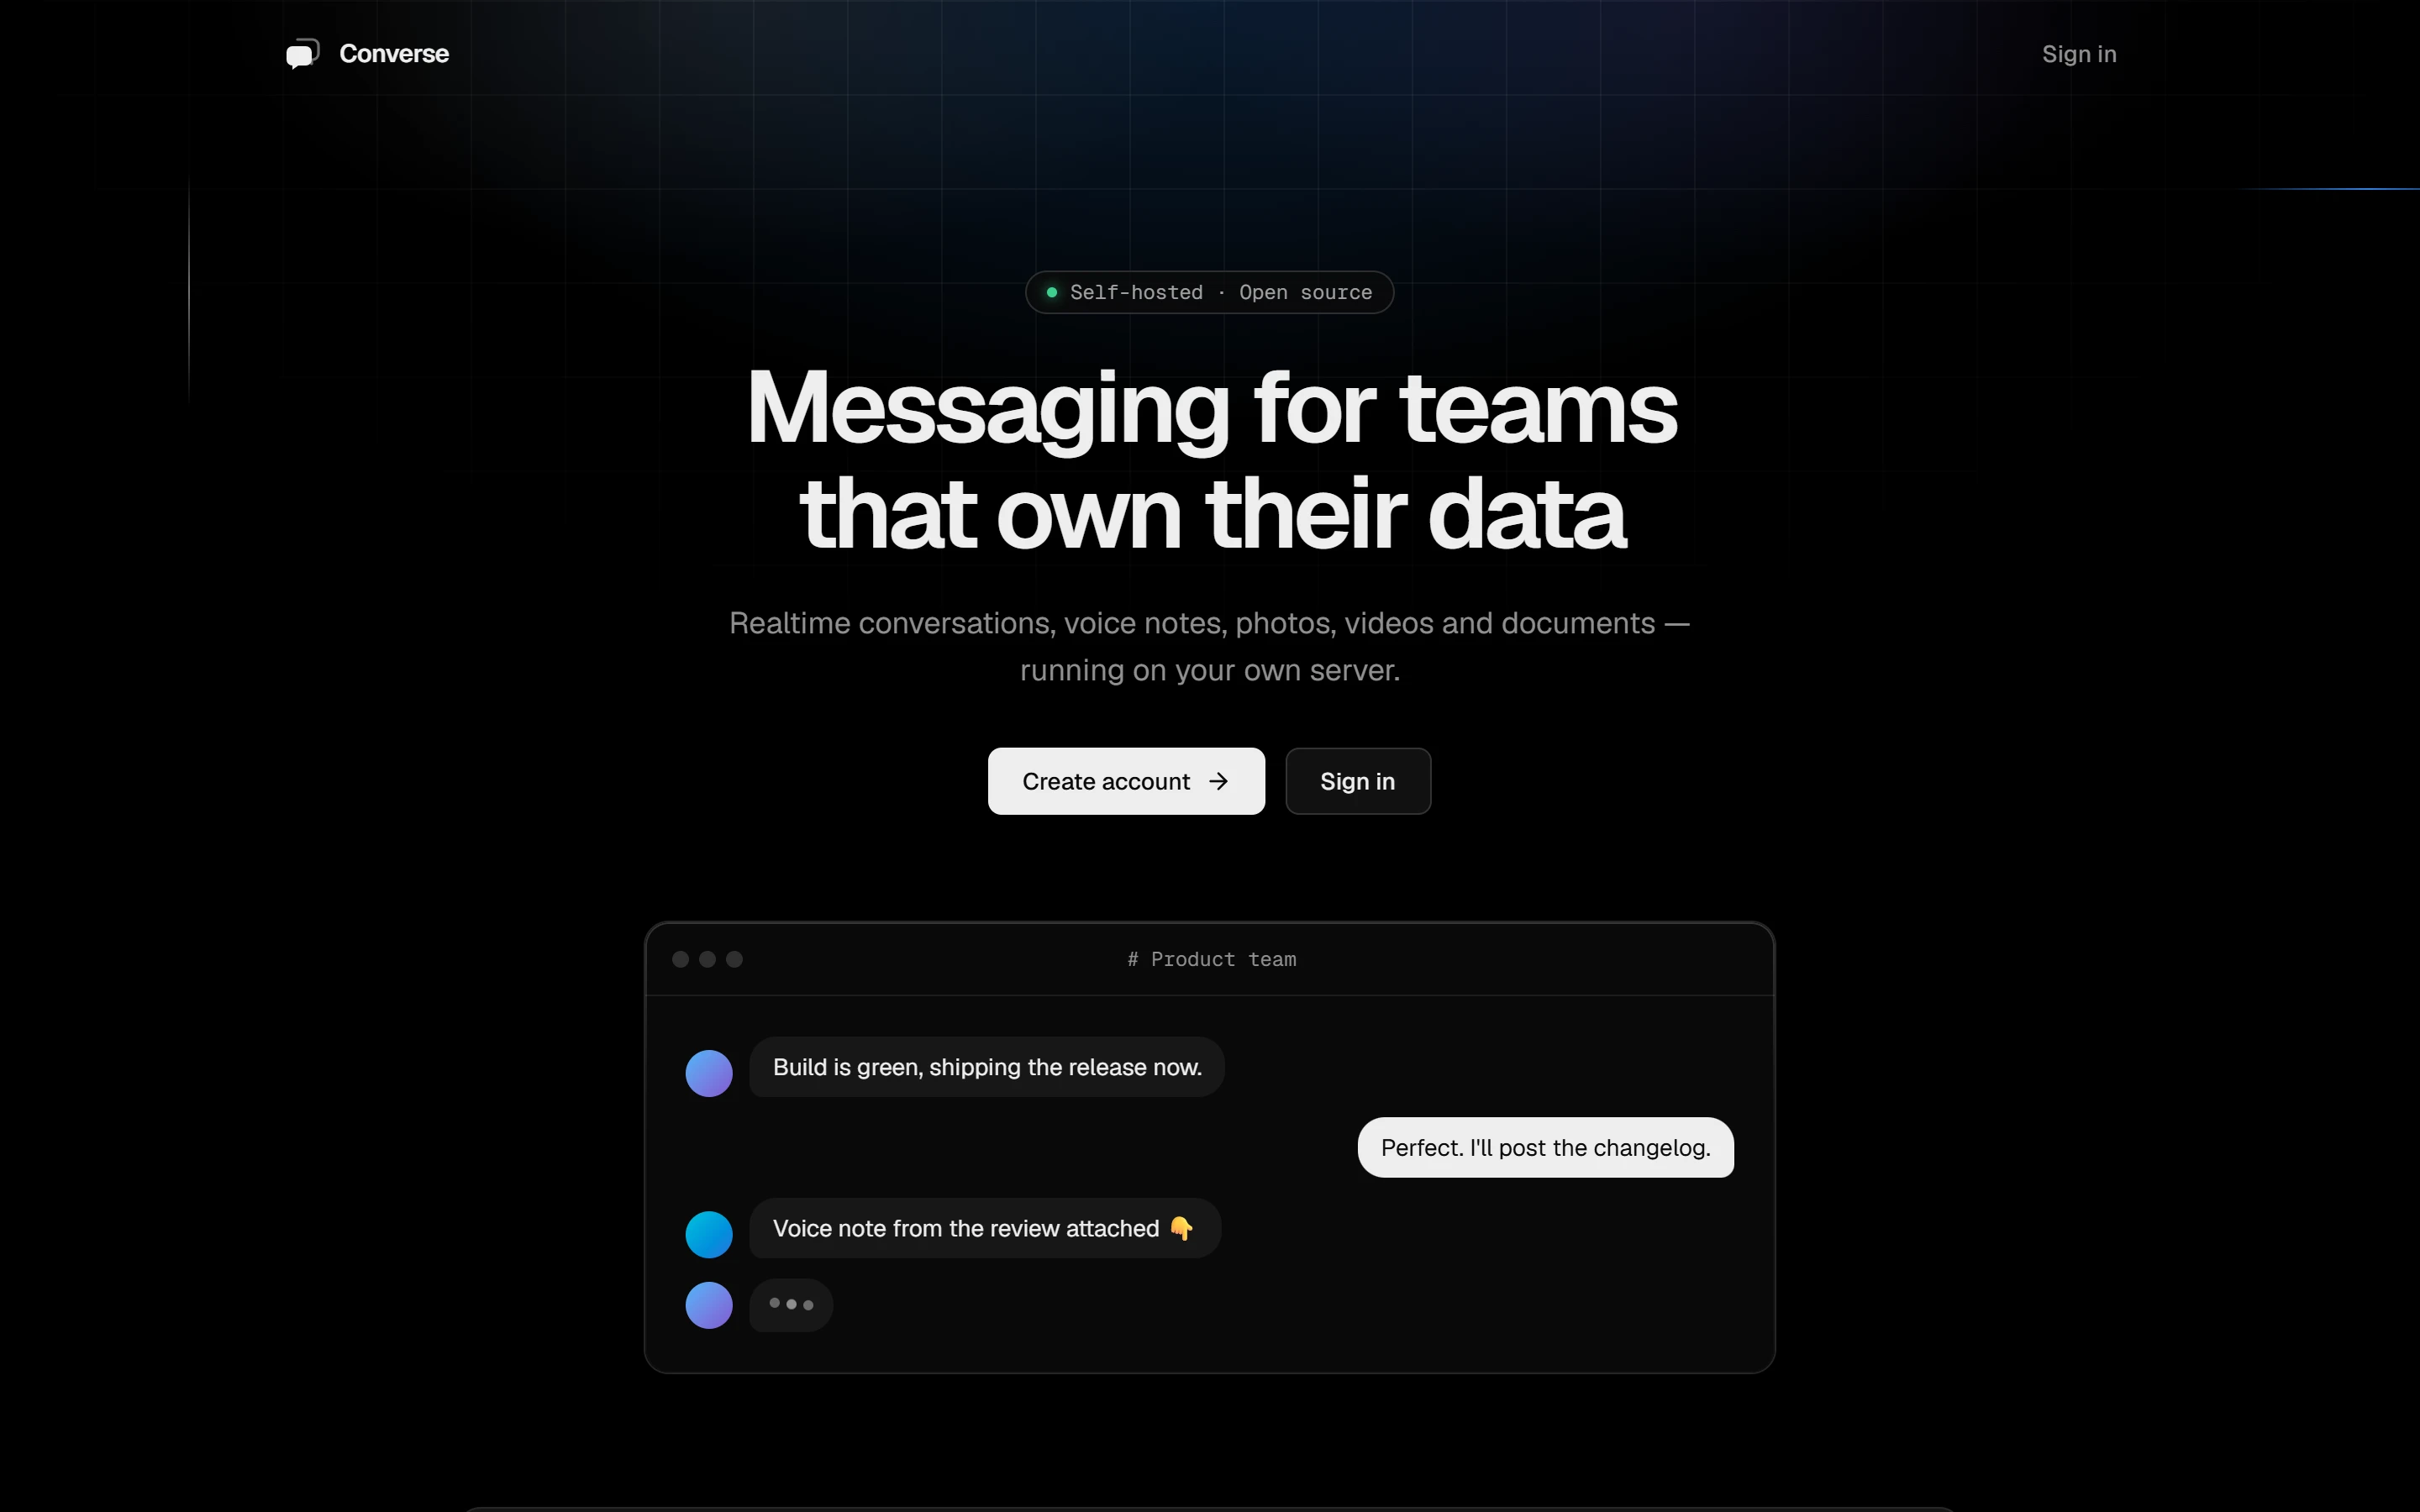 Converse
Sign in
Self-hosted · Open source
Messaging for teams
that own their data
Realtime conversations, voice notes, photos, videos and documents —
running on your own server.
Create account →
Sign in
# Product team
Build is green, shipping the release now.
Perfect. I'll post the changelog.
Voice note from the review attached 👇